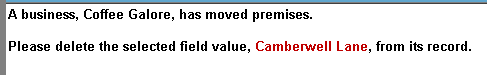 A business, Coffee Galore, has moved premises.
Please delete the selected field value, Camberwell Lane, from its record.